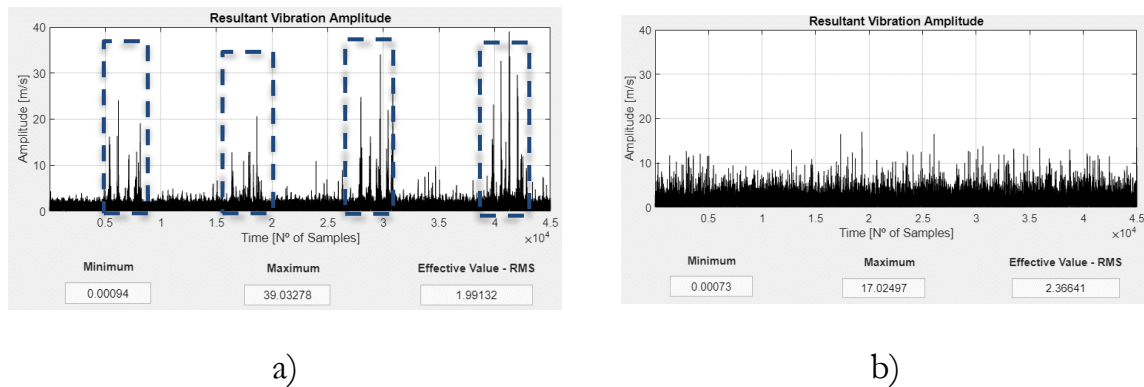 Resultant Vibration Amplitude
Amplitude [m/s]
40
30
20
10
0
0.5 1 1.5 2 2.5 3 3.5 4 4.5
Time [Nº of Samples]
×10⁴
Minimum Maximum Effective Value - RMS
0.00094 39.03278 1.99132
a)
Resultant Vibration Amplitude
Amplitude [m/s]
40
30
20
10
0
0.5 1 1.5 2 2.5 3 3.5 4 4.5
Time [Nº of Samples]
×10⁴
Minimum Maximum Effective Value - RMS
0.00073 17.02497 2.36641
b)